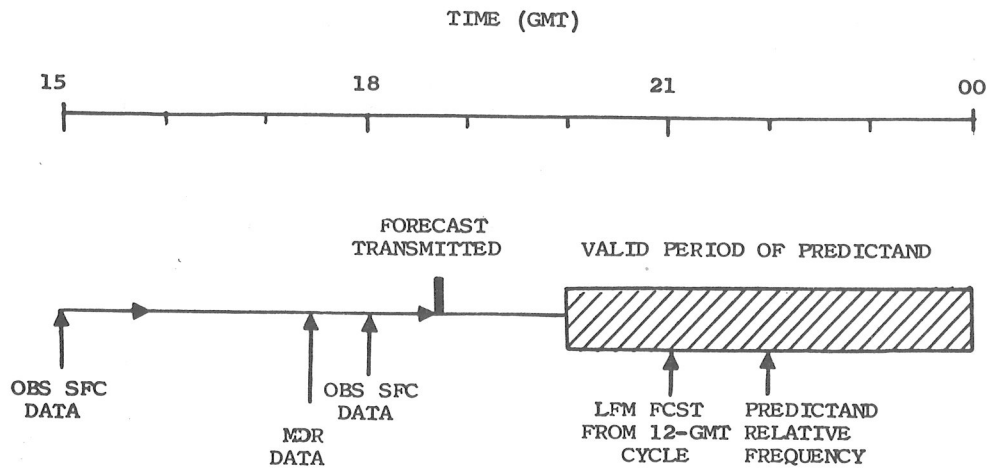 TIME (GMT)
15 18 21 00
FORECAST
TRANSMITTED
VALID PERIOD OF PREDICTAND
OBS SFC
DATA
MDR
DATA
OBS SFC
DATA
LFM FCST
FROM 12-GMT
CYCLE
PREDICTAND
RELATIVE
FREQUENCY